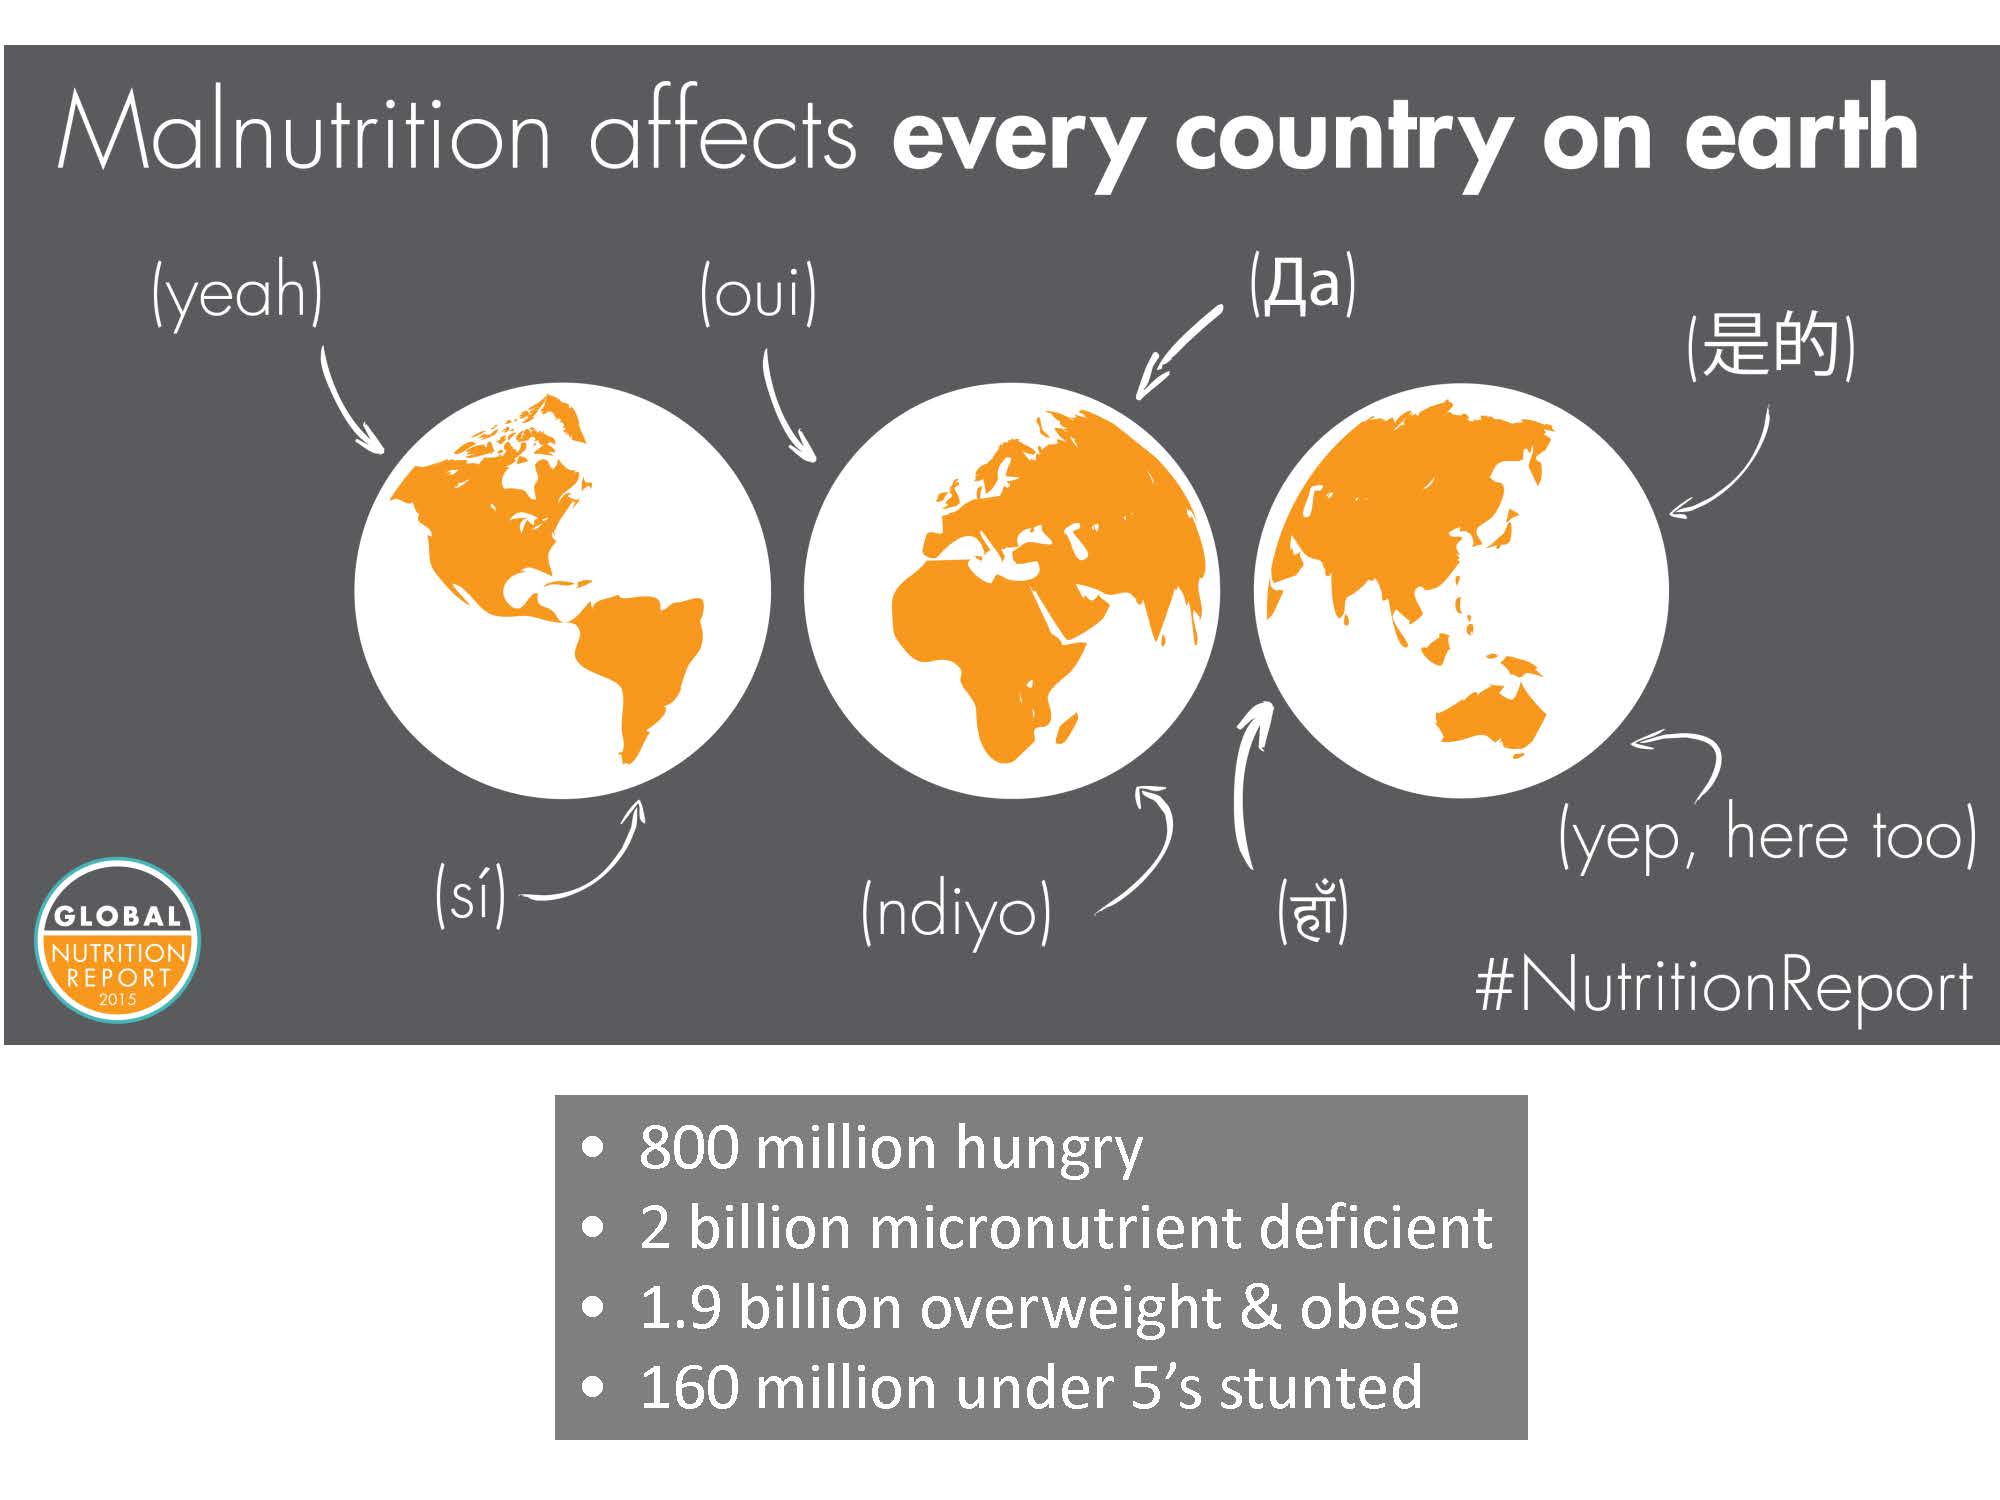 Malnutrition affects every country on earth
(yeah)
(oui)
(Да)
(是的)
(sí)
(ndiyo)
(हाँ)
(yep, here too)
GLOBAL
NUTRITION
REPORT
2015
#NutritionReport
• 800 million hungry
• 2 billion micronutrient deficient
• 1.9 billion overweight & obese
• 160 million under 5’s stunted